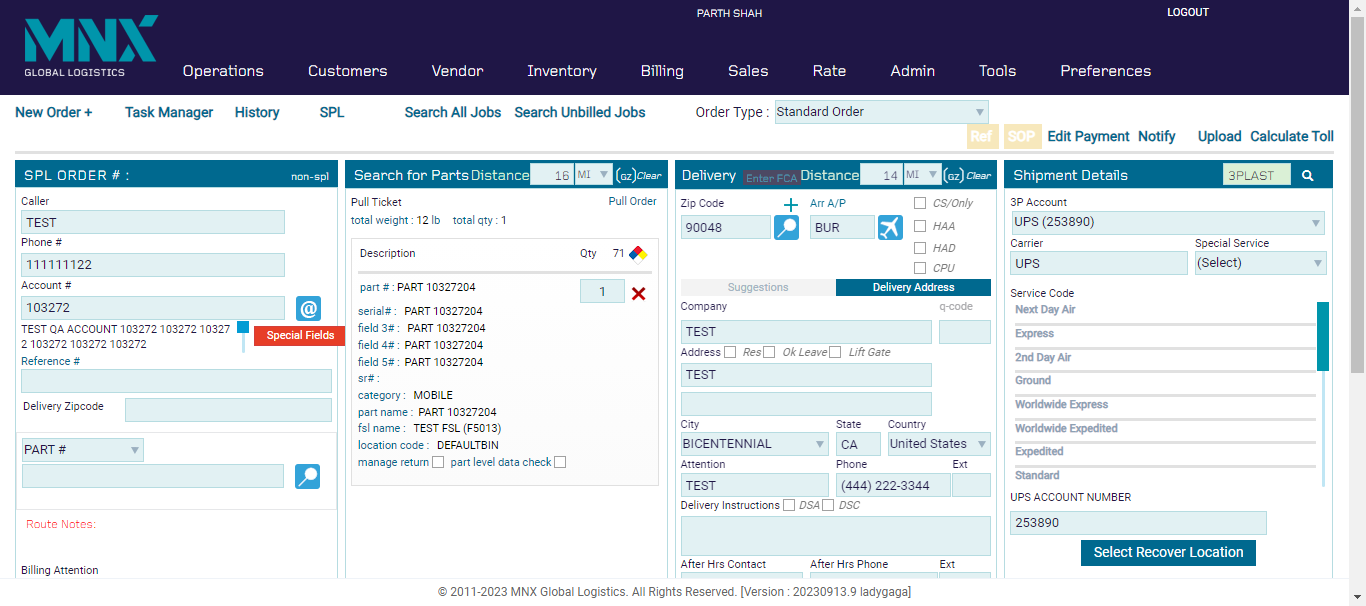 MNX
GLOBAL LOGISTICS
PARTH SHAH
LOGOUT
Operations Customers Vendor Inventory Billing Sales Rate Admin Tools Preferences
New Order + Task Manager History SPL Search All Jobs Search Unbilled Jobs Order Type : Standard Order
Ref SOP Edit Payment Notify Upload Calculate Toll
SPL ORDER # : non-spl
Caller
TEST
Phone #
111111122
Account #
103272
@
TEST QA ACCOUNT 103272 103272 10327
2 103272 103272 103272
Special Fields
Reference #
Delivery Zipcode
PART #
Route Notes:
Billing Attention
Search for Parts Distance 16 MI (GZ) Clear
Pull Ticket Pull Order
total weight : 12 lb total qty : 1
Description Qty 71
part # : PART 10327204 1
serial# : PART 10327204
field 3# : PART 10327204
field 4# : PART 10327204
field 5# : PART 10327204
sr# :
category : MOBILE
part name : PART 10327204
fsl name : TEST FSL (F5013)
location code : DEFAULTBIN
manage return part level data check
Delivery Enter FCA Distance 14 MI (GZ) Clear
Zip Code Arr A/P CS/Only
90048 BUR HAA
HAD
CPU
Suggestions Delivery Address
Company q-code
TEST
Address Res Ok Leave Lift Gate
TEST
City State Country
BICENTENNIAL CA United States
Attention Phone Ext
TEST (444) 222-3344
Delivery Instructions DSA DSC
After Hrs Contact After Hrs Phone Ext
Shipment Details 3PLAST
3P Account
UPS (253890)
Carrier Special Service
UPS (Select)
Service Code
Next Day Air
Express
2nd Day Air
Ground
Worldwide Express
Worldwide Expedited
Expedited
Standard
UPS ACCOUNT NUMBER
253890
Select Recover Location
© 2011-2023 MNX Global Logistics. All Rights Reserved. [Version : 20230913.9 ladygaga]